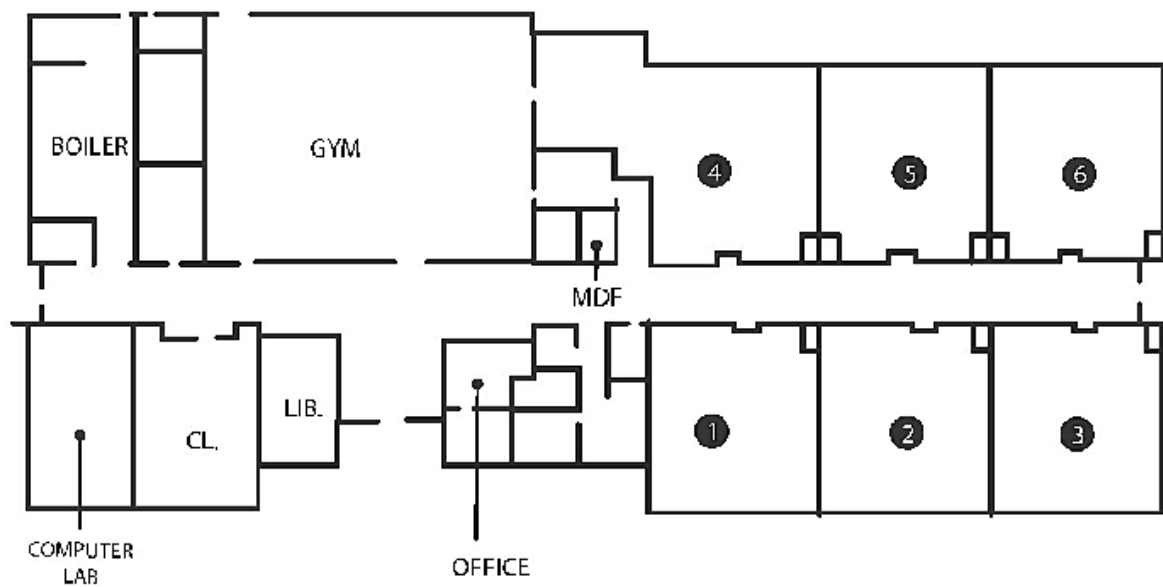 BOILER
GYM
4
5
6
MDF
LIB.
CL.
1
2
3
COMPUTER
LAB
OFFICE